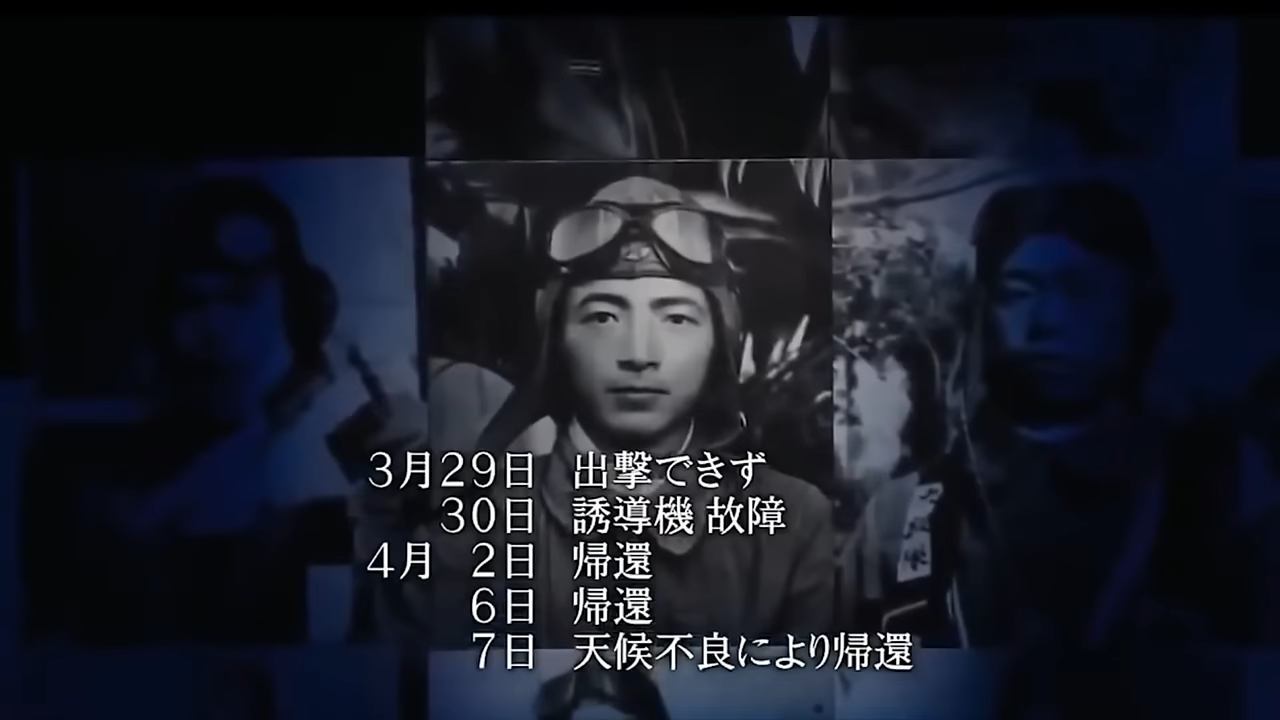 3月29日 出撃できず
30日 誘導機 故障
4月 2日 帰還
6日 帰還
7日 天候不良により帰還